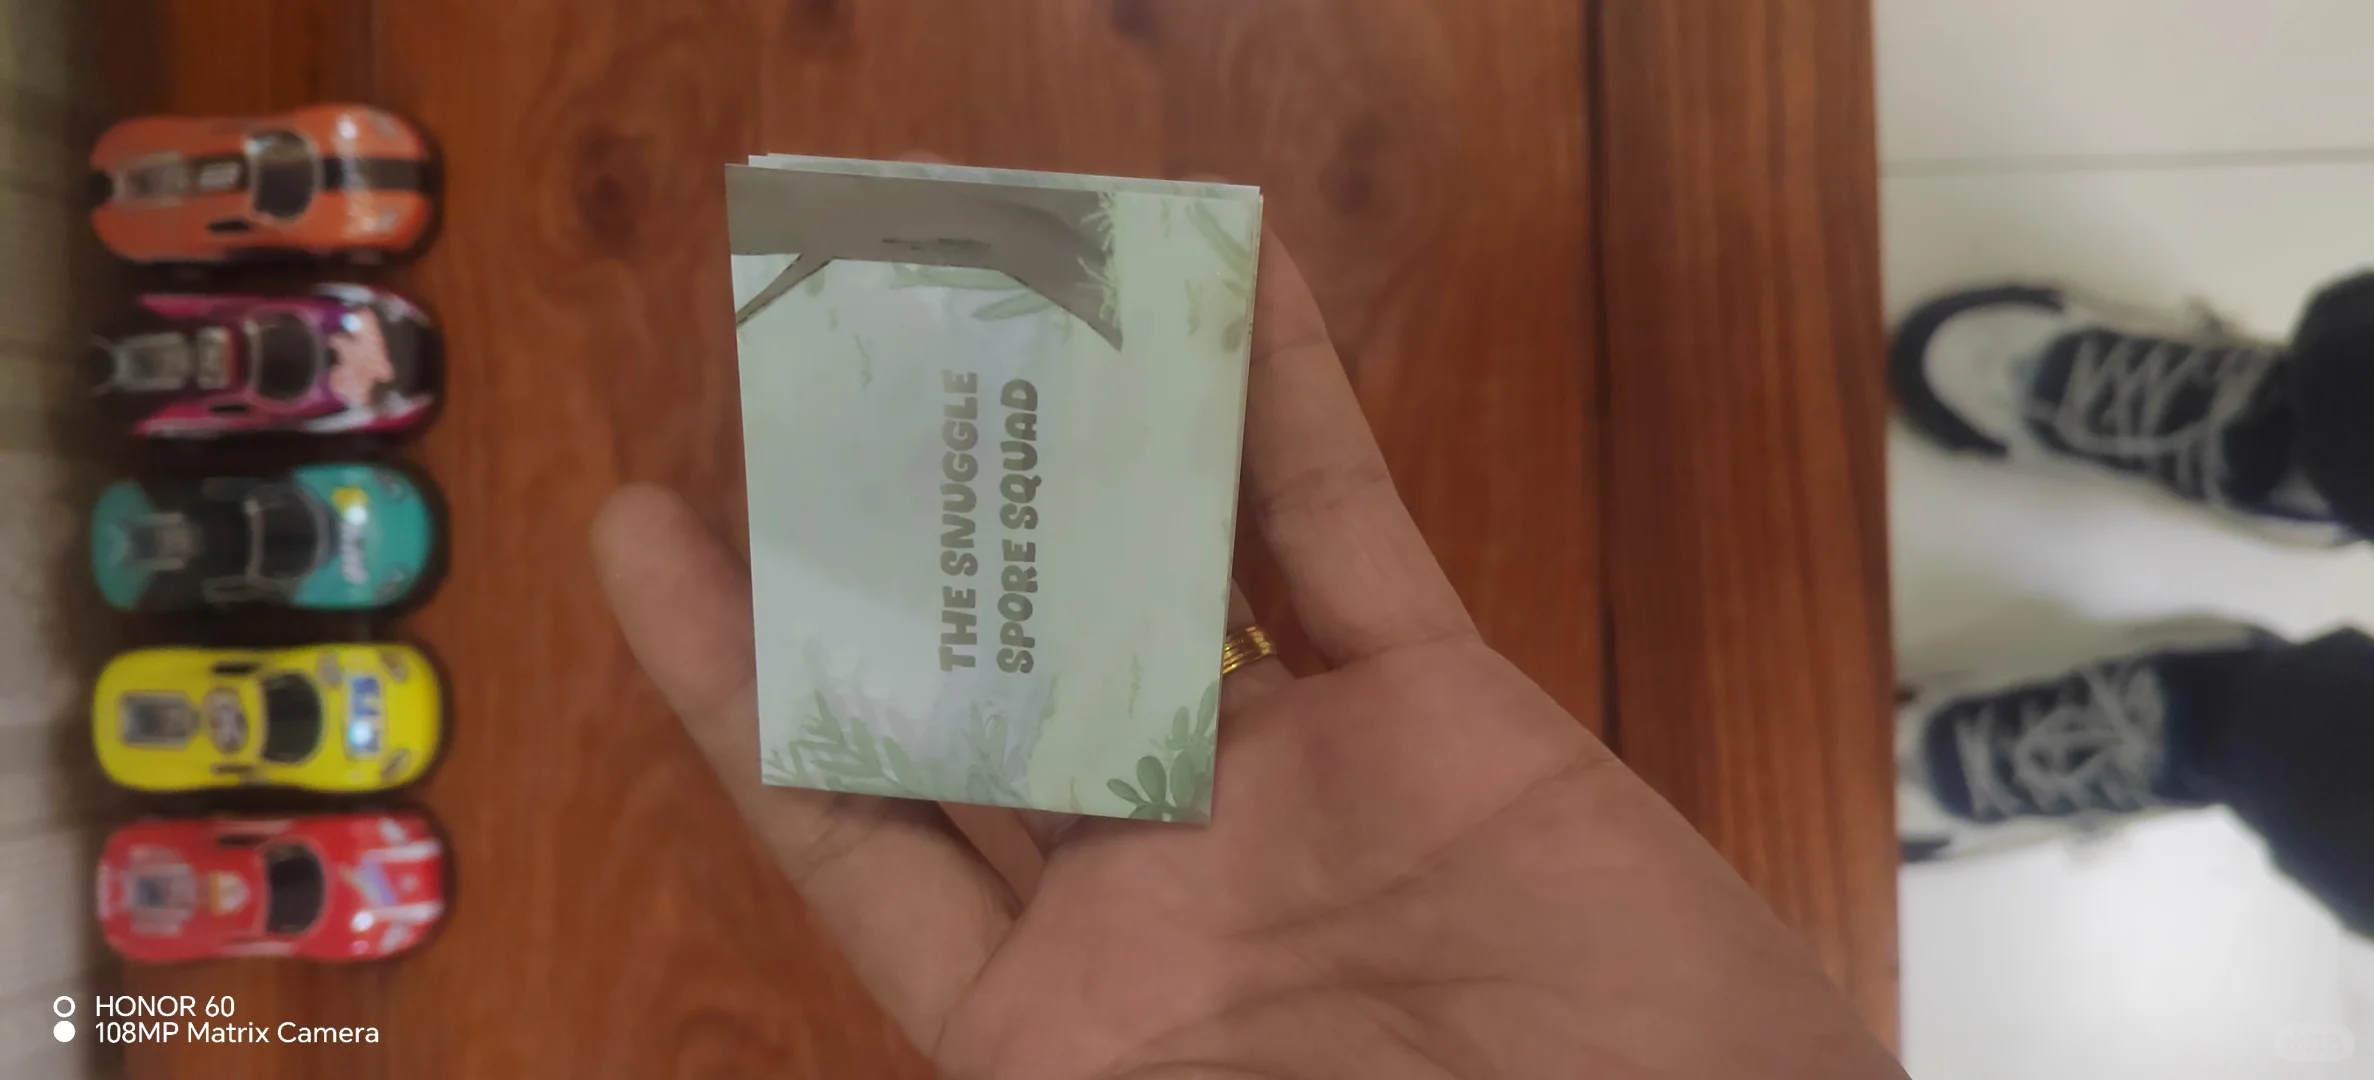 THE SNUGGLE
SPORE SQUAD
HONOR 60
108MP Matrix Camera